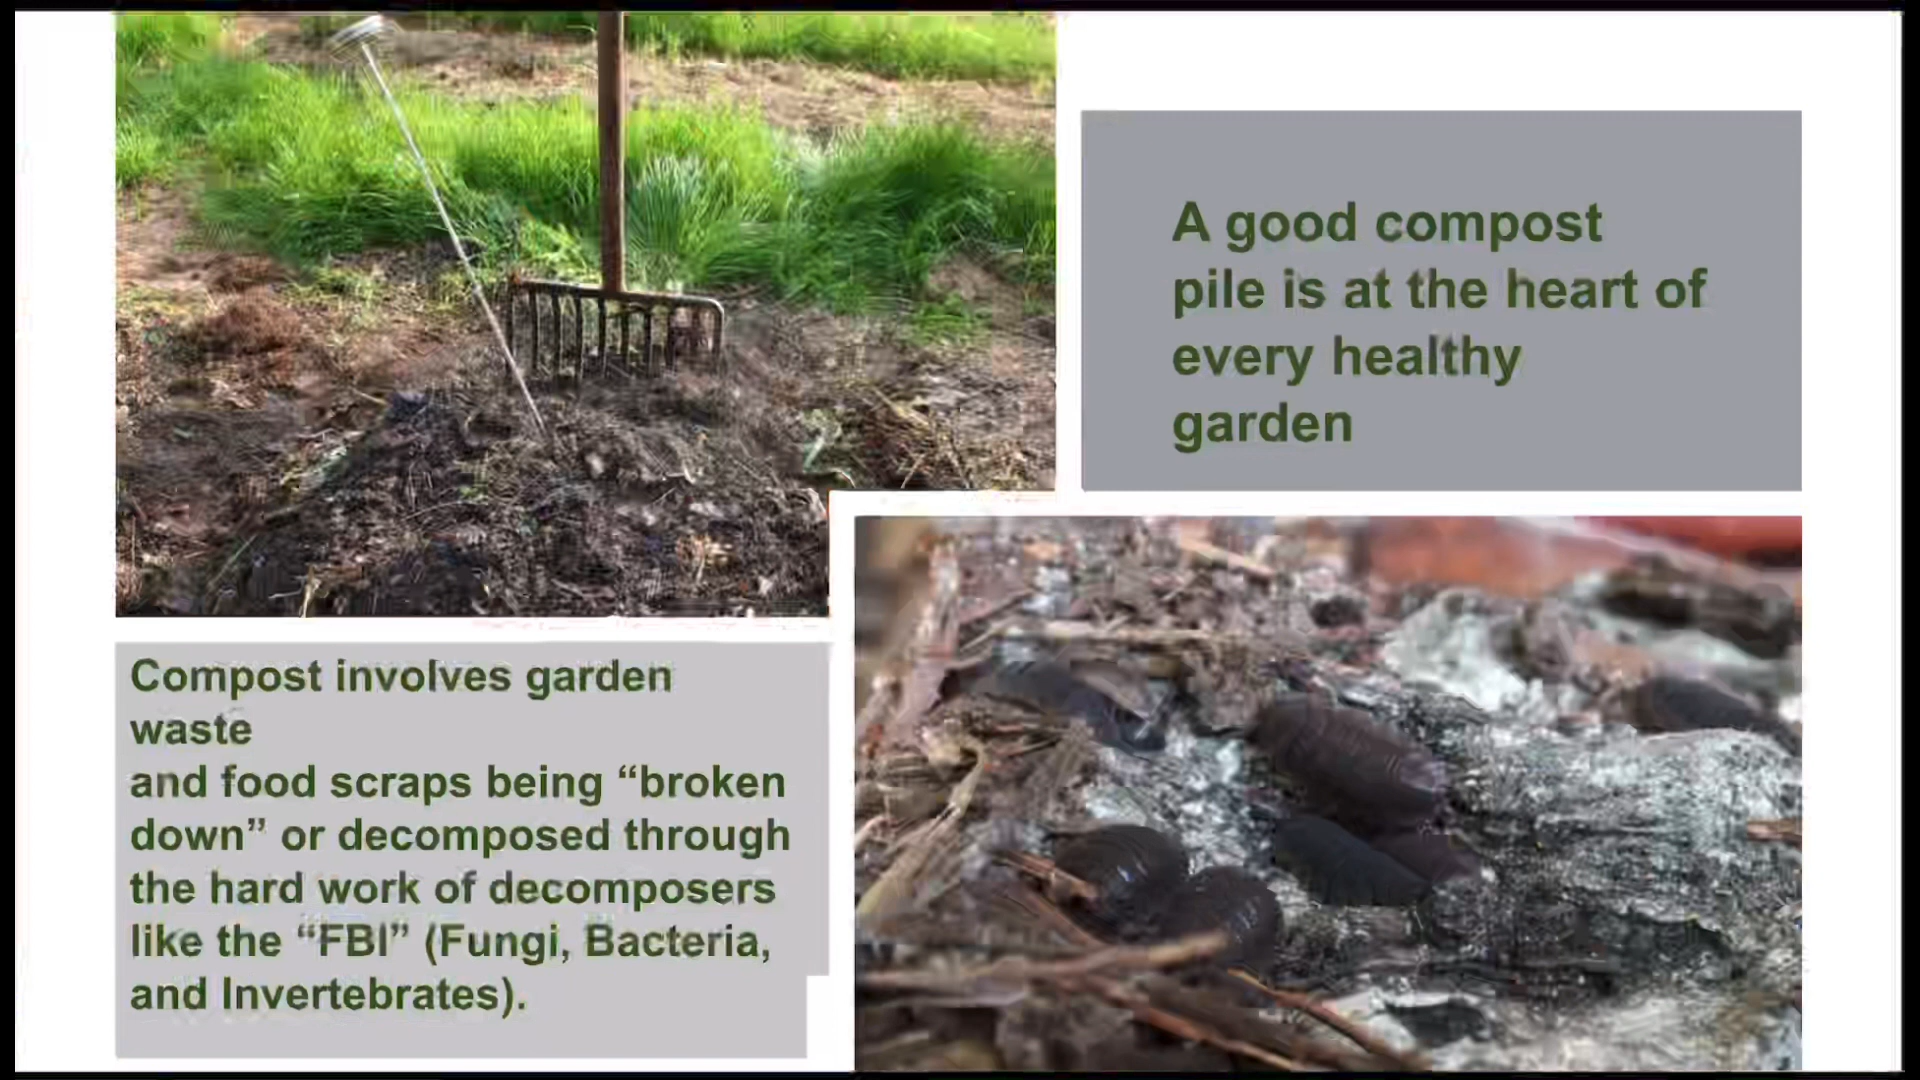 A good compost
pile is at the heart of
every healthy
garden
Compost involves garden
waste
and food scraps being “broken
down” or decomposed through
the hard work of decomposers
like the “FBI” (Fungi, Bacteria,
and Invertebrates).